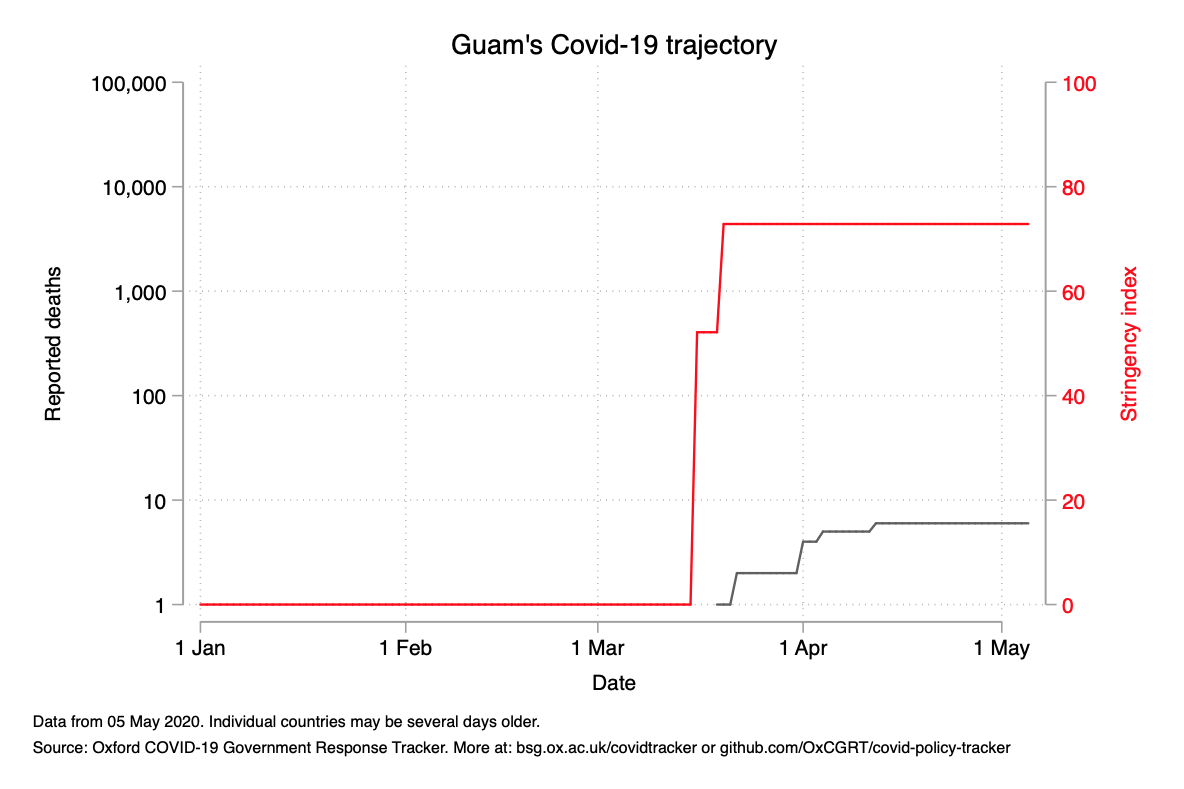 Guam's Covid-19 trajectory
100,000
10,000
1,000
100
10
1
Reported deaths
100
80
60
40
20
0
Stringency index
1 Jan
1 Feb
1 Mar
1 Apr
1 May
Date
Data from 05 May 2020. Individual countries may be several days older.
Source: Oxford COVID-19 Government Response Tracker. More at: bsg.ox.ac.uk/covidtracker or github.com/OxCGRT/covid-policy-tracker